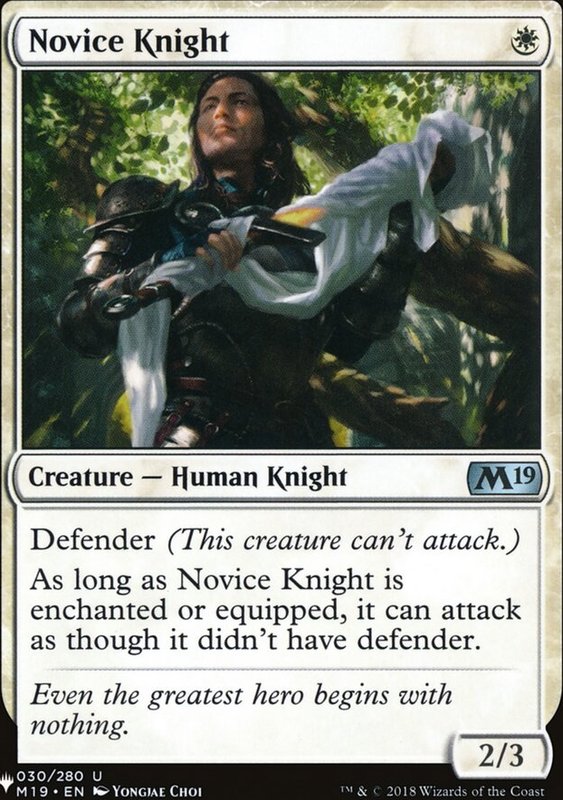 Novice Knight
Creature — Human Knight
M19
Defender (This creature can't attack.)
As long as Novice Knight is
enchanted or equipped, it can attack
as though it didn't have defender.
Even the greatest hero begins with
nothing.
2/3
030/280 U
M19 • EN Yongjae Choi
™ & © 2018 Wizards of the Coast